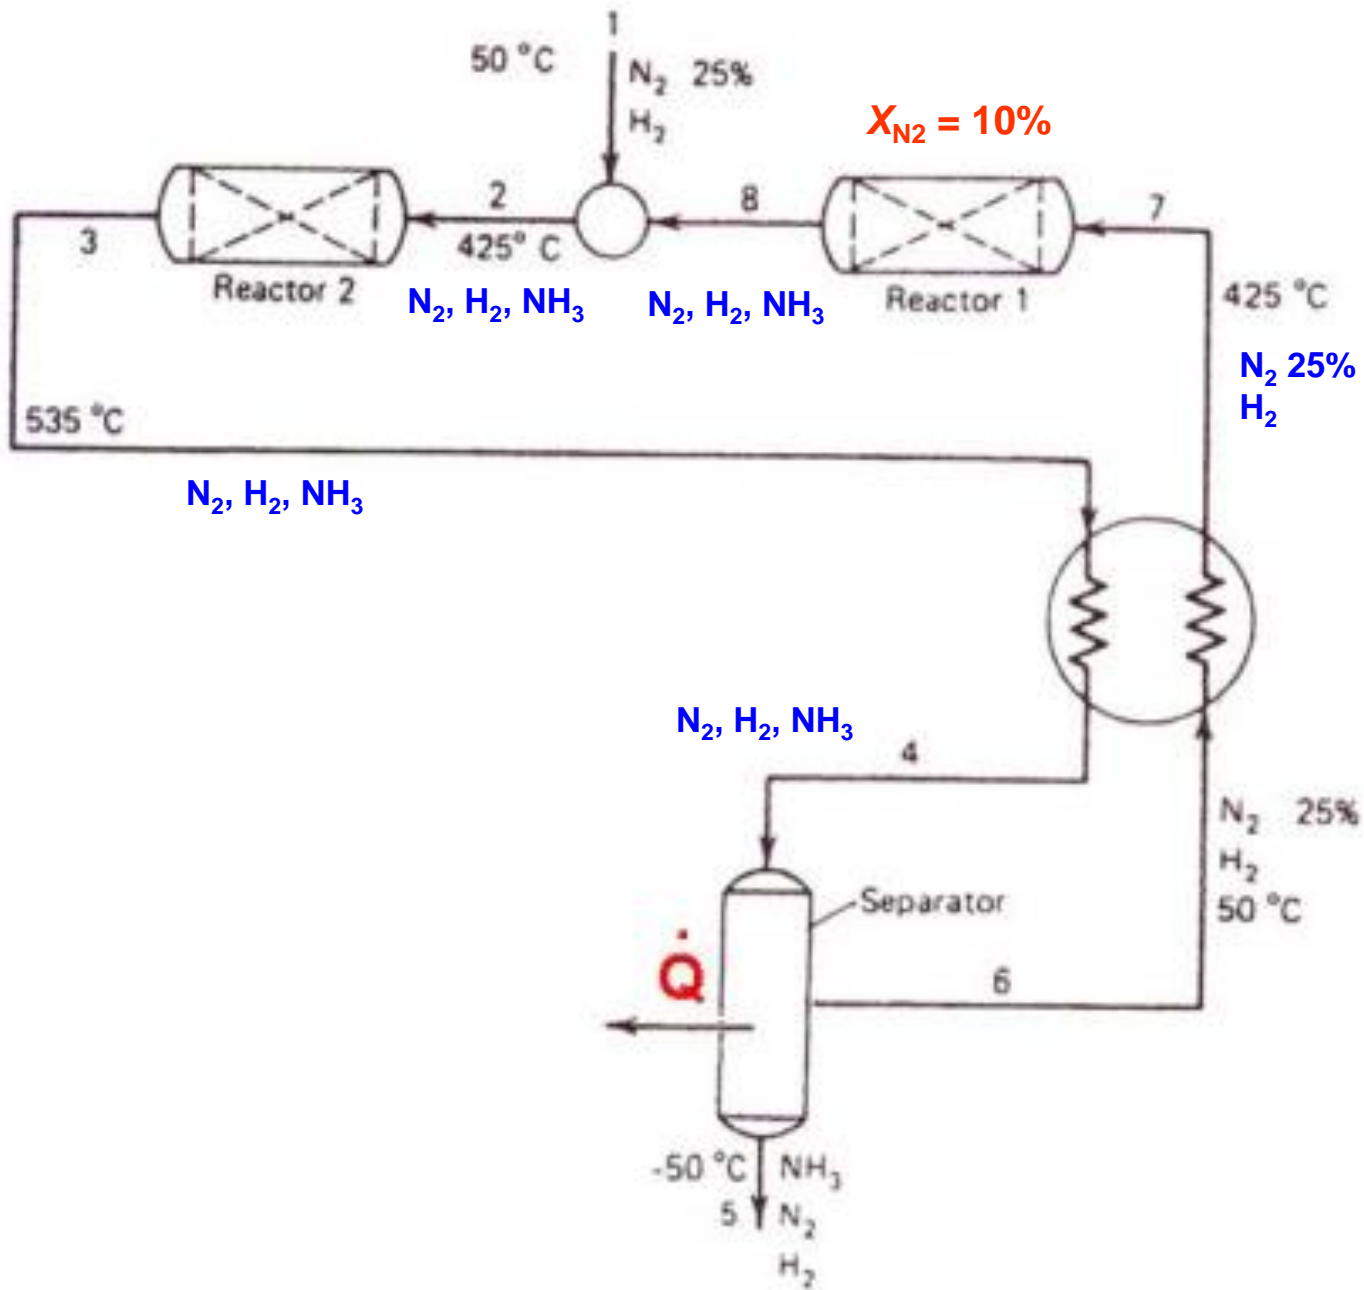 1
50 °C
N₂ 25%
H₂
X_N2 = 10%
2
8
7
3
425° C
Reactor 2
Reactor 1
N₂, H₂, NH₃
N₂, H₂, NH₃
425 °C
N₂ 25%
H₂
535 °C
N₂, H₂, NH₃
N₂, H₂, NH₃
4
N₂ 25%
H₂
50 °C
Separator
Q̇
6
-50 °C
NH₃
5
N₂
H₂